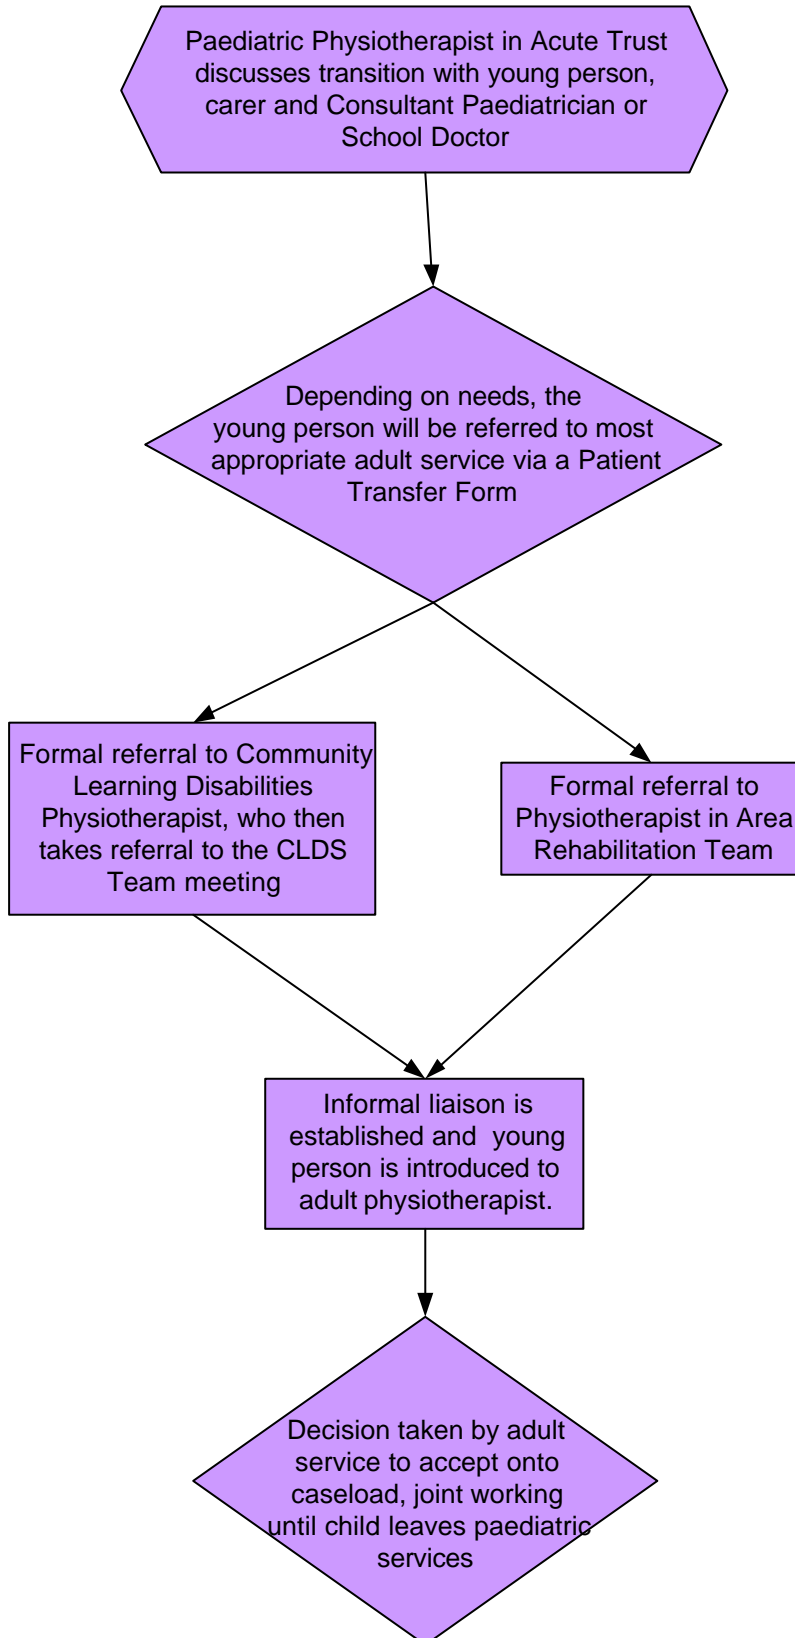 Paediatric Physiotherapist in Acute Trust
discusses transition with young person,
carer and Consultant Paediatrician or
School Doctor
Depending on needs, the
young person will be referred to most
appropriate adult service via a Patient
Transfer Form
Formal referral to Community
Learning Disabilities
Physiotherapist, who then
takes referral to the CLDS
Team meeting
Formal referral to
Physiotherapist in Area
Rehabilitation Team
Informal liaison is
established and young
person is introduced to
adult physiotherapist.
Decision taken by adult
service to accept onto
caseload, joint working
until child leaves paediatric
services